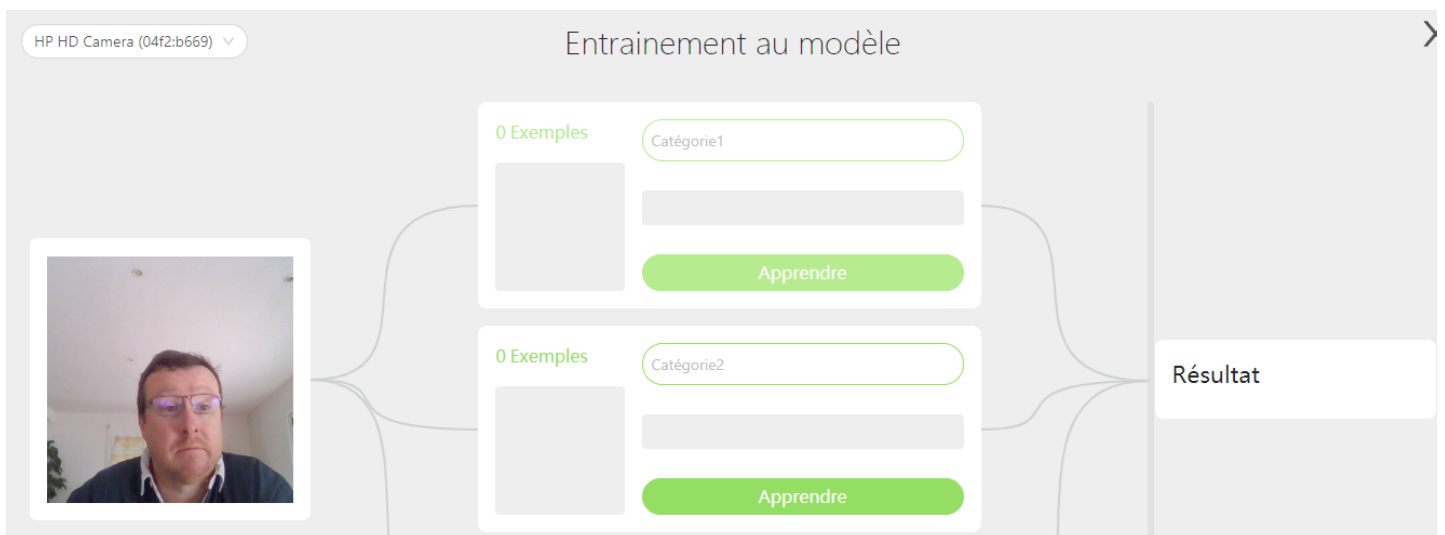 HP HD Camera (04f2:b669)
Entrainement au modèle
0 Exemples
Catégorie1
Apprendre
0 Exemples
Catégorie2
Apprendre
Résultat